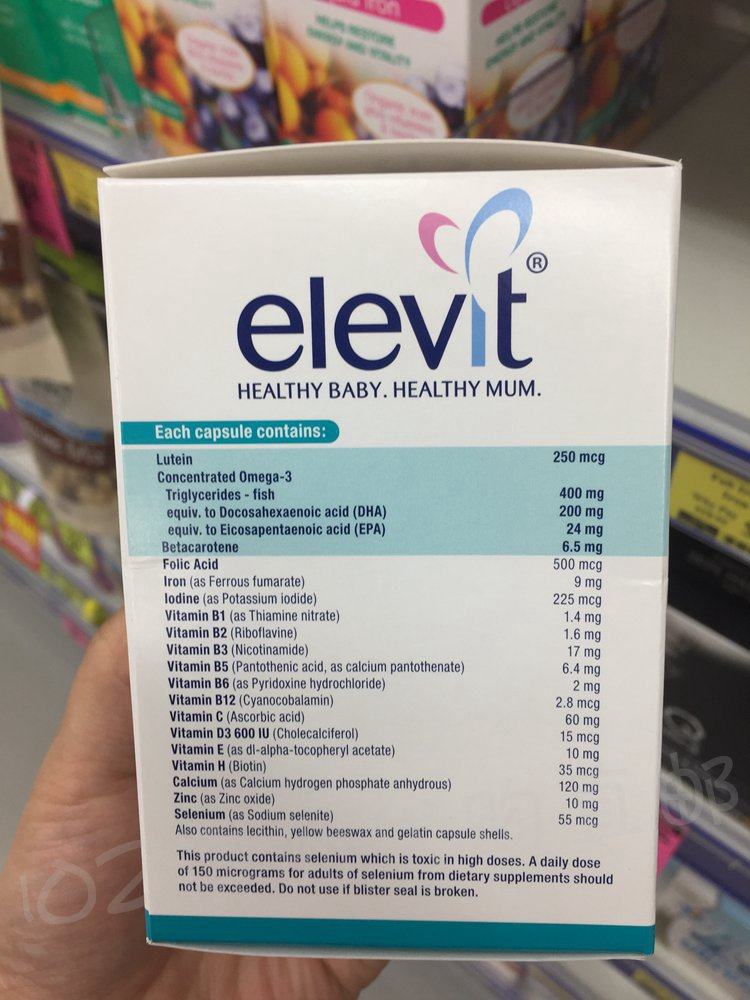 Iron
HELPS RESTORE
ENERGY AND VITALITY
elevit®
HEALTHY BABY. HEALTHY MUM.
Each capsule contains:
Lutein 250 mcg
Concentrated Omega-3
Triglycerides - fish 400 mg
equiv. to Docosahexaenoic acid (DHA) 200 mg
equiv. to Eicosapentaenoic acid (EPA) 24 mg
Betacarotene 6.5 mg
Folic Acid 500 mcg
Iron (as Ferrous fumarate) 9 mg
Iodine (as Potassium iodide) 225 mcg
Vitamin B1 (as Thiamine nitrate) 1.4 mg
Vitamin B2 (Riboflavine) 1.6 mg
Vitamin B3 (Nicotinamide) 17 mg
Vitamin B5 (Pantothenic acid, as calcium pantothenate) 6.4 mg
Vitamin B6 (as Pyridoxine hydrochloride) 2 mg
Vitamin B12 (Cyanocobalamin) 2.8 mcg
Vitamin C (Ascorbic acid) 60 mg
Vitamin D3 600 IU (Cholecalciferol) 15 mcg
Vitamin E (as dl-alpha-tocopheryl acetate) 10 mg
Vitamin H (Biotin) 35 mcg
Calcium (as Calcium hydrogen phosphate anhydrous) 120 mg
Zinc (as Zinc oxide) 10 mg
Selenium (as Sodium selenite) 55 mcg
Also contains lecithin, yellow beeswax and gelatin capsule shells.
This product contains selenium which is toxic in high doses. A daily dose
of 150 micrograms for adults of selenium from dietary supplements should
not be exceeded. Do not use if blister seal is broken.